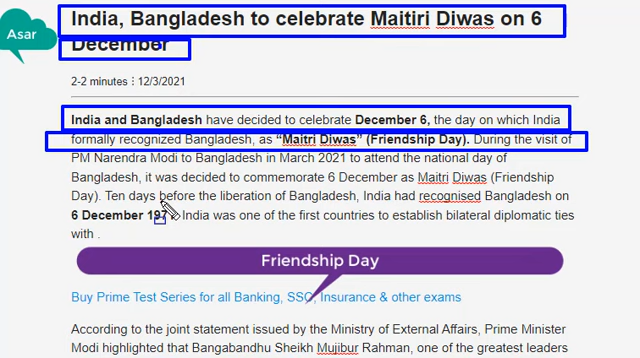 India, Bangladesh to celebrate Maitiri Diwas on 6
December
Asar
2-2 minutes ⁝ 12/3/2021
India and Bangladesh have decided to celebrate December 6, the day on which India
formally recognized Bangladesh, as “Maitri Diwas” (Friendship Day). During the visit of
PM Narendra Modi to Bangladesh in March 2021 to attend the national day of
Bangladesh, it was decided to commemorate 6 December as Maitri Diwas (Friendship
Day). Ten days before the liberation of Bangladesh, India had recognised Bangladesh on
6 December India was one of the first countries to establish bilateral diplomatic ties
with .
Friendship Day
Buy Prime Test Series for all Banking, SSC, Insurance & other exams
According to the joint statement issued by the Ministry of External Affairs, Prime Minister
Modi highlighted that Bangabandhu Sheikh Mujibur Rahman, one of the greatest leaders